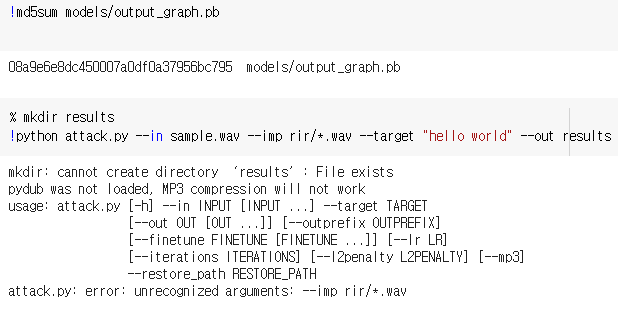 !md5sum models/output_graph.pb
08a9e6e8dc450007a0df0a37956bc795  models/output_graph.pb
% mkdir results
!python attack.py --in sample.wav --imp rir/*.wav --target "hello world" --out results
mkdir: cannot create directory ‘results’: File exists
pydub was not loaded, MP3 compression will not work
usage: attack.py [-h] --in INPUT [INPUT ...] --target TARGET
                 [--out OUT [OUT ...]] [--outprefix OUTPREFIX]
                 [--finetune FINETUNE [FINETUNE ...]] [--lr LR]
                 [--iterations ITERATIONS] [--l2penalty L2PENALTY] [--mp3]
                 --restore_path RESTORE_PATH
attack.py: error: unrecognized arguments: --imp rir/*.wav